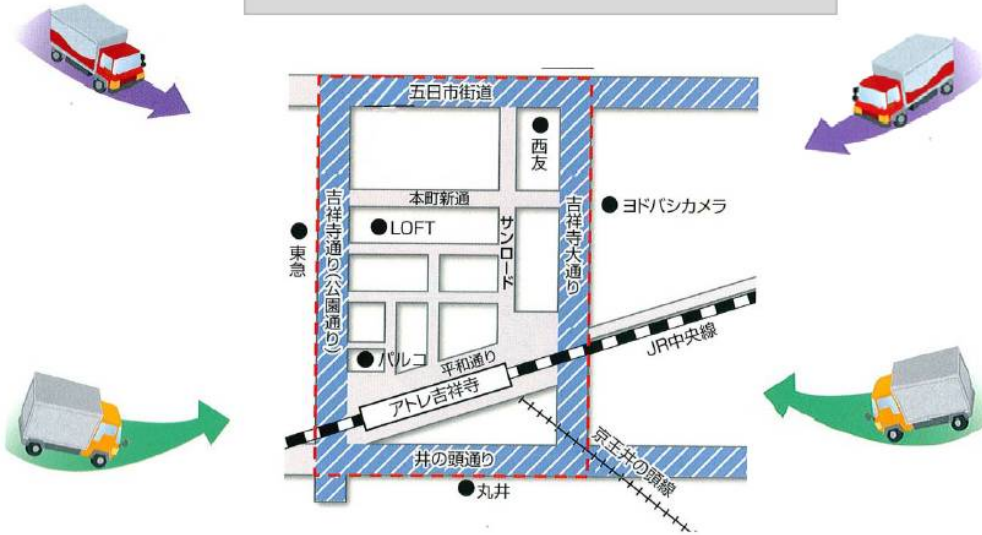 五日市街道
西友
本町新通
吉祥寺通り(公園通り)
LOFT
サンロード
吉祥寺大通り
ヨドバシカメラ
東急
パルコ
平和通り
JR中央線
アトレ吉祥寺
京王井の頭線
井の頭通り
丸井